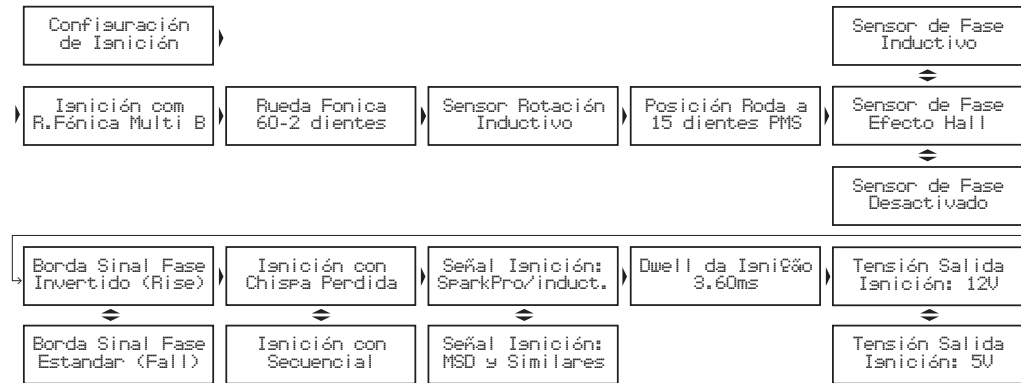 Configuración
de Ignición
Sensor de Fase
Inductivo
Ignición com
R.Fónica Multi B
Rueda Fonica
60-2 dientes
Sensor Rotación
Inductivo
Posición Roda a
15 dientes PMS
Sensor de Fase
Efecto Hall
Sensor de Fase
Desactivado
Borda Sinal Fase
Invertido (Rise)
Ignición con
Chispa Perdida
Señal Ignición:
SparkPro/induct.
Dwell da Ignição
3.60ms
Tensión Salida
Ignición: 12V
Borda Sinal Fase
Estandar (Fall)
Ignición con
Secuencial
Señal Ignición:
MSD y Similares
Tensión Salida
Ignición: 5V